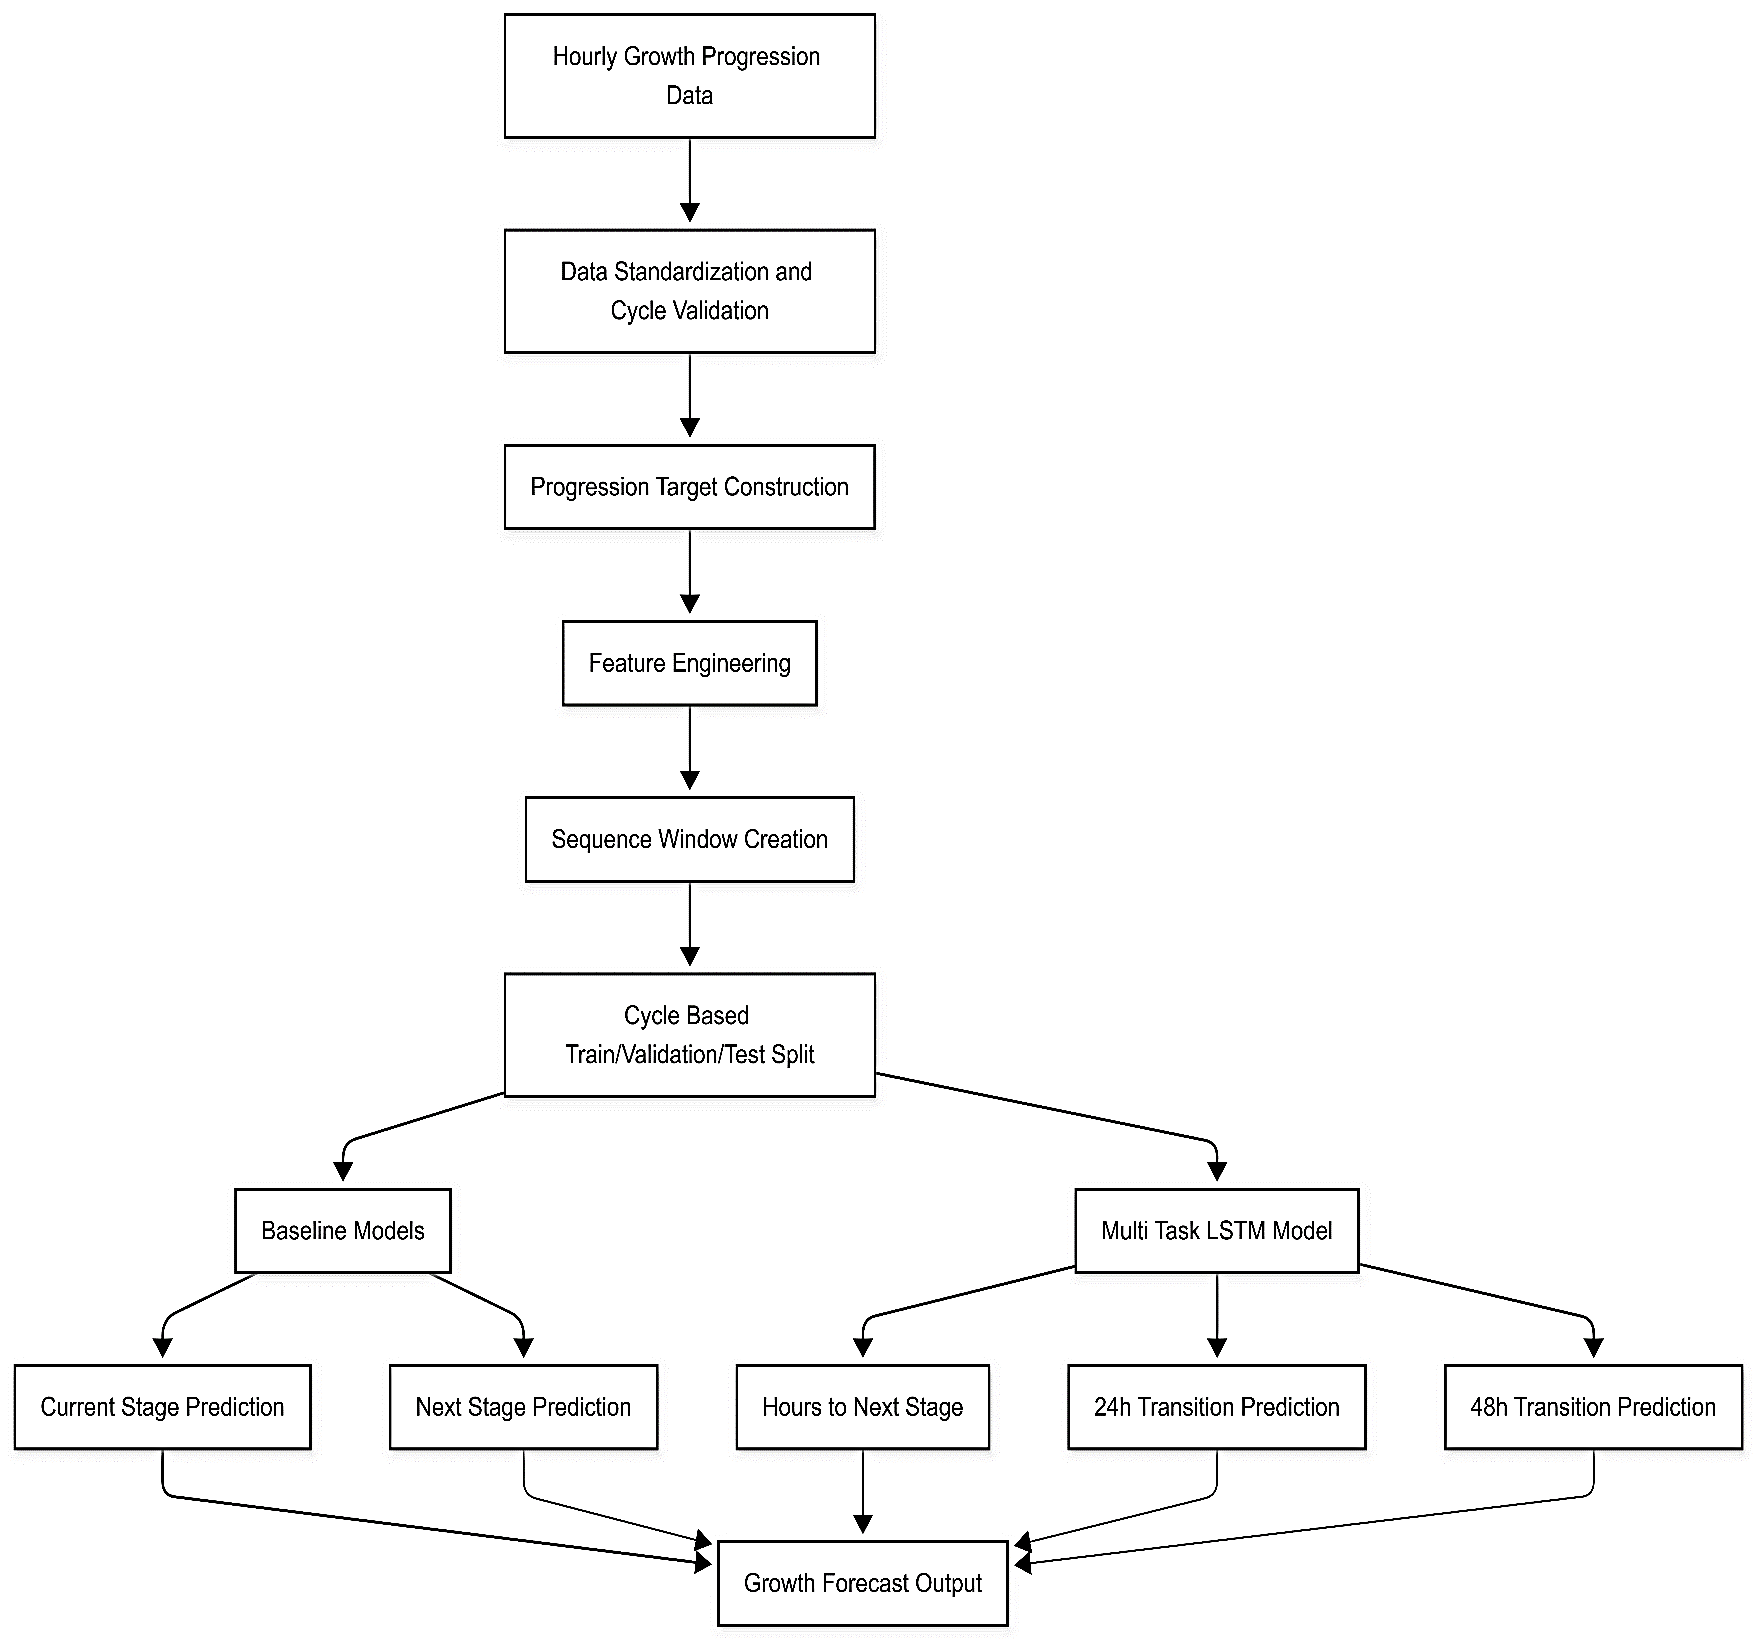 Hourly Growth Progression
Data
Data Standardization and
Cycle Validation
Progression Target Construction
Feature Engineering
Sequence Window Creation
Cycle Based
Train/Validation/Test Split
Baseline Models
Multi Task LSTM Model
Current Stage Prediction
Next Stage Prediction
Hours to Next Stage
24h Transition Prediction
48h Transition Prediction
Growth Forecast Output